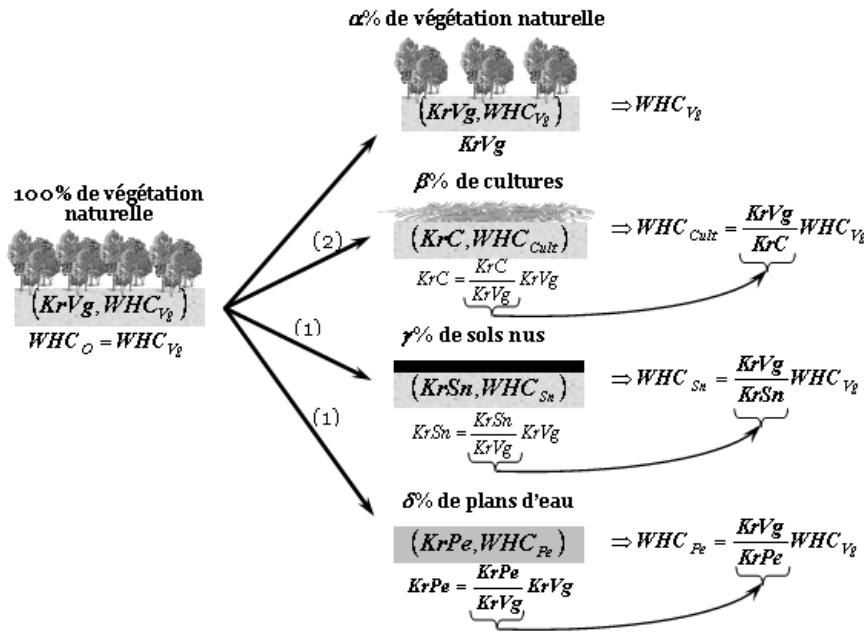 α% de végétation naturelle
(KrVg, WHC_Vg)
⇒ WHC_Vg
KrVg
100% de végétation
naturelle
(KrVg, WHC_Vg)
WHC_O = WHC_Vg
β% de cultures
(2)
(KrC, WHC_Cult)
⇒ WHC_Cult = KrVg/KrC WHC_Vg
KrC = KrC/KrVg KrVg
(1)
γ% de sols nus
(KrSn, WHC_Sn)
⇒ WHC_Sn = KrVg/KrSn WHC_Vg
KrSn = KrSn/KrVg KrVg
(1)
δ% de plans d'eau
(KrPe, WHC_Pe)
⇒ WHC_Pe = KrVg/KrPe WHC_Vg
KrPe = KrPe/KrVg KrVg